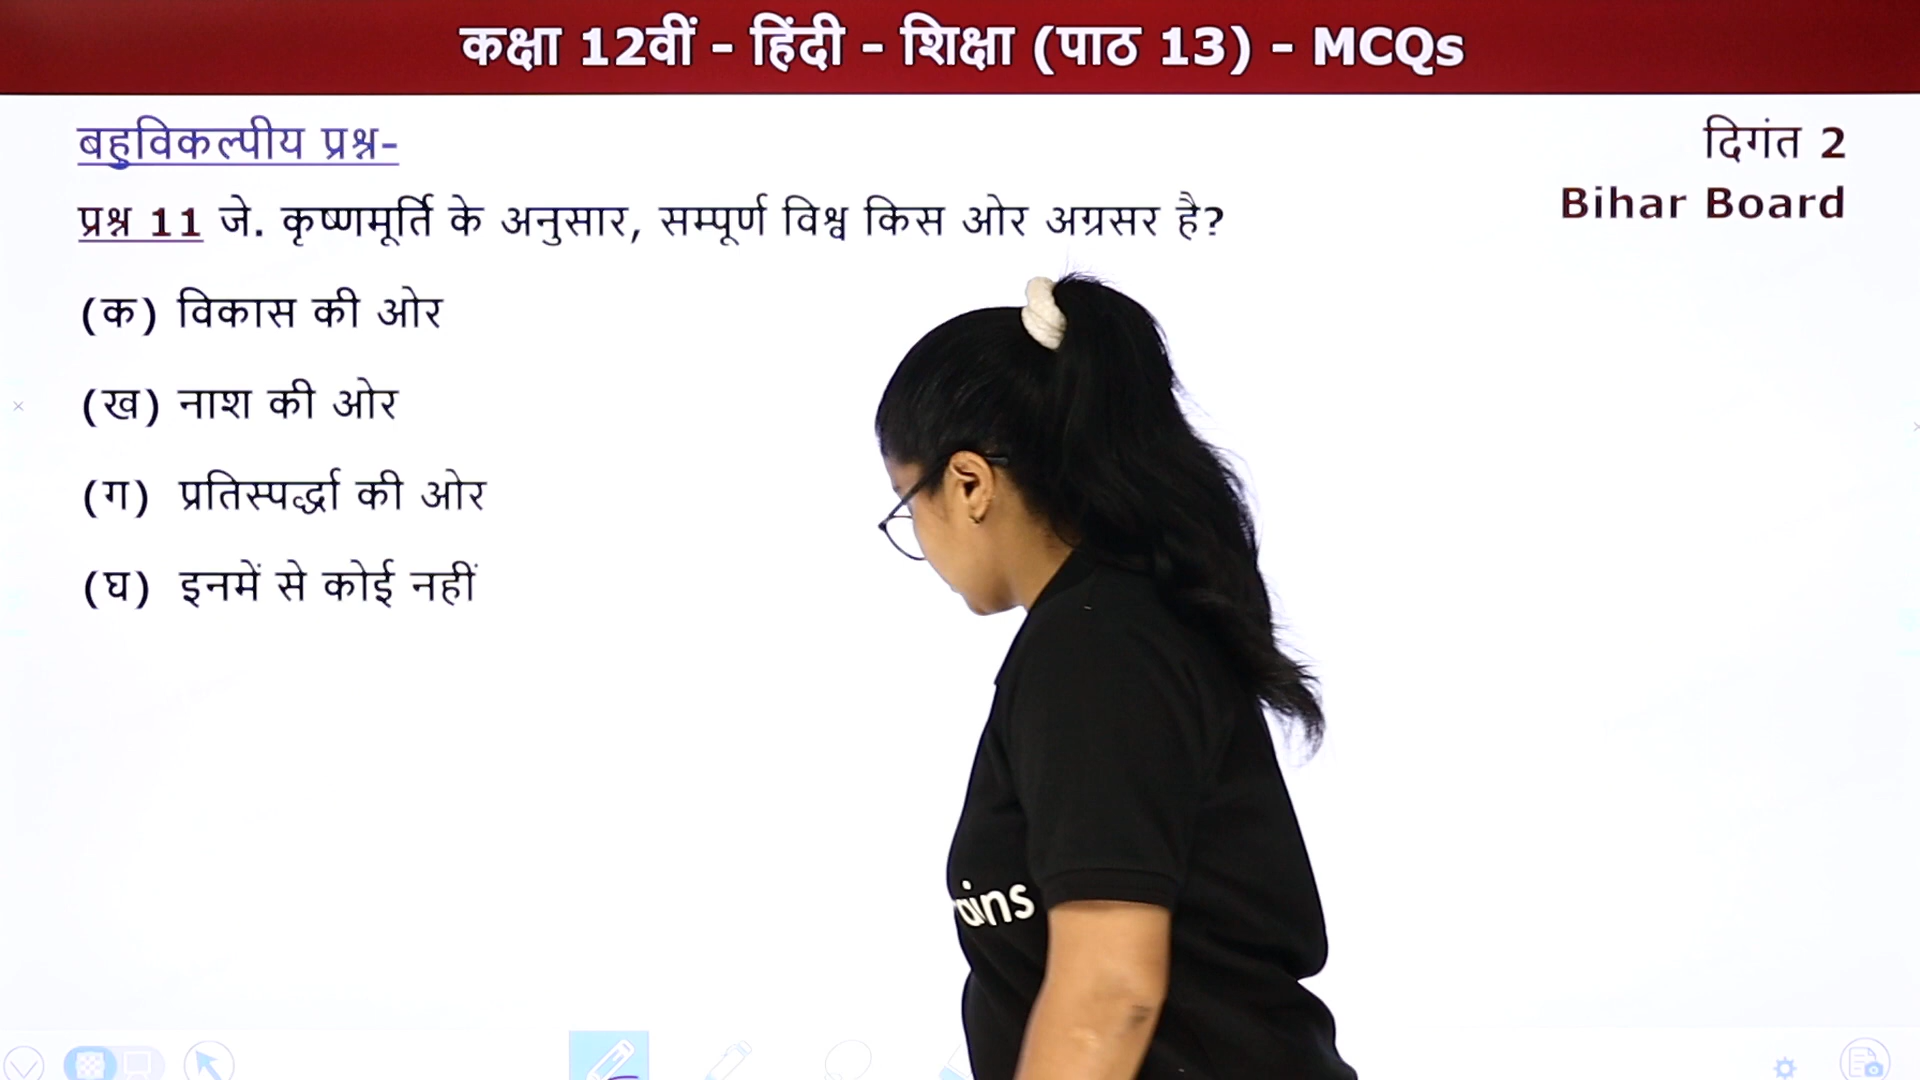 कक्षा 12वीं - हिंदी - शिक्षा (पाठ 13) - MCQs
बहुविकल्पीय प्रश्न-
दिगंत 2
Bihar Board
प्रश्न 11 जे. कृष्णमूर्ति के अनुसार, सम्पूर्ण विश्व किस ओर अग्रसर है?
(क) विकास की ओर
(ख) नाश की ओर
(ग) प्रतिस्पर्द्धा की ओर
(घ) इनमें से कोई नहीं